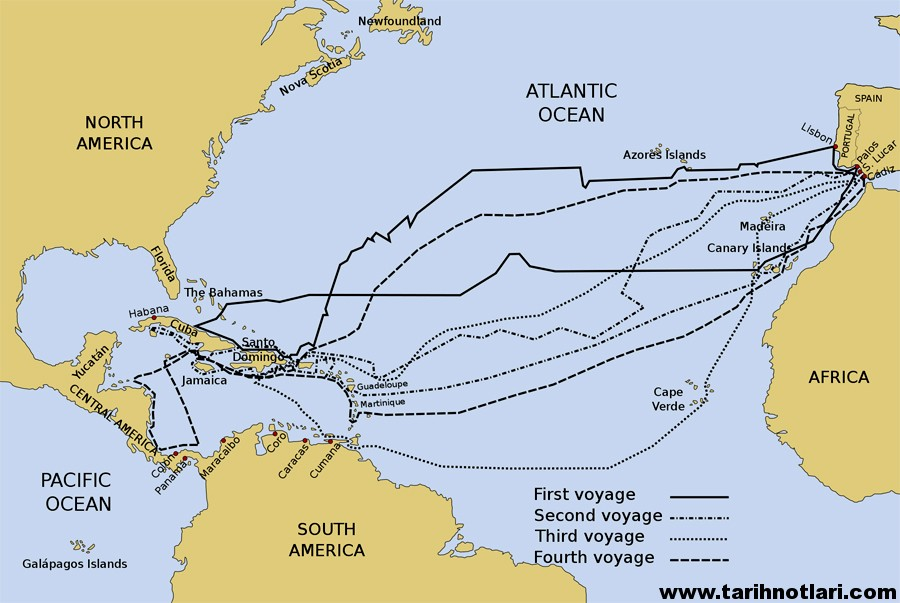 Newfoundland
Nova Scotia
ATLANTIC
OCEAN
SPAIN
PORTUGAL
NORTH
AMERICA
Lisbon
Palos
S. Lucar
Cádiz
Azores Islands
Madeira
Canary Islands
Florida
The Bahamas
Habana
Cuba
Santo
Domingo
Yucatán
Jamaica
Guadeloupe
Martinique
CENTRAL AMERICA
AFRICA
Cape
Verde
Colón
Panamá
Maracaibo
Coro
Caracas
Cumana
PACIFIC
OCEAN
SOUTH
AMERICA
Galápagos Islands
First voyage
Second voyage
Third voyage
Fourth voyage
www.tarihnotlari.com